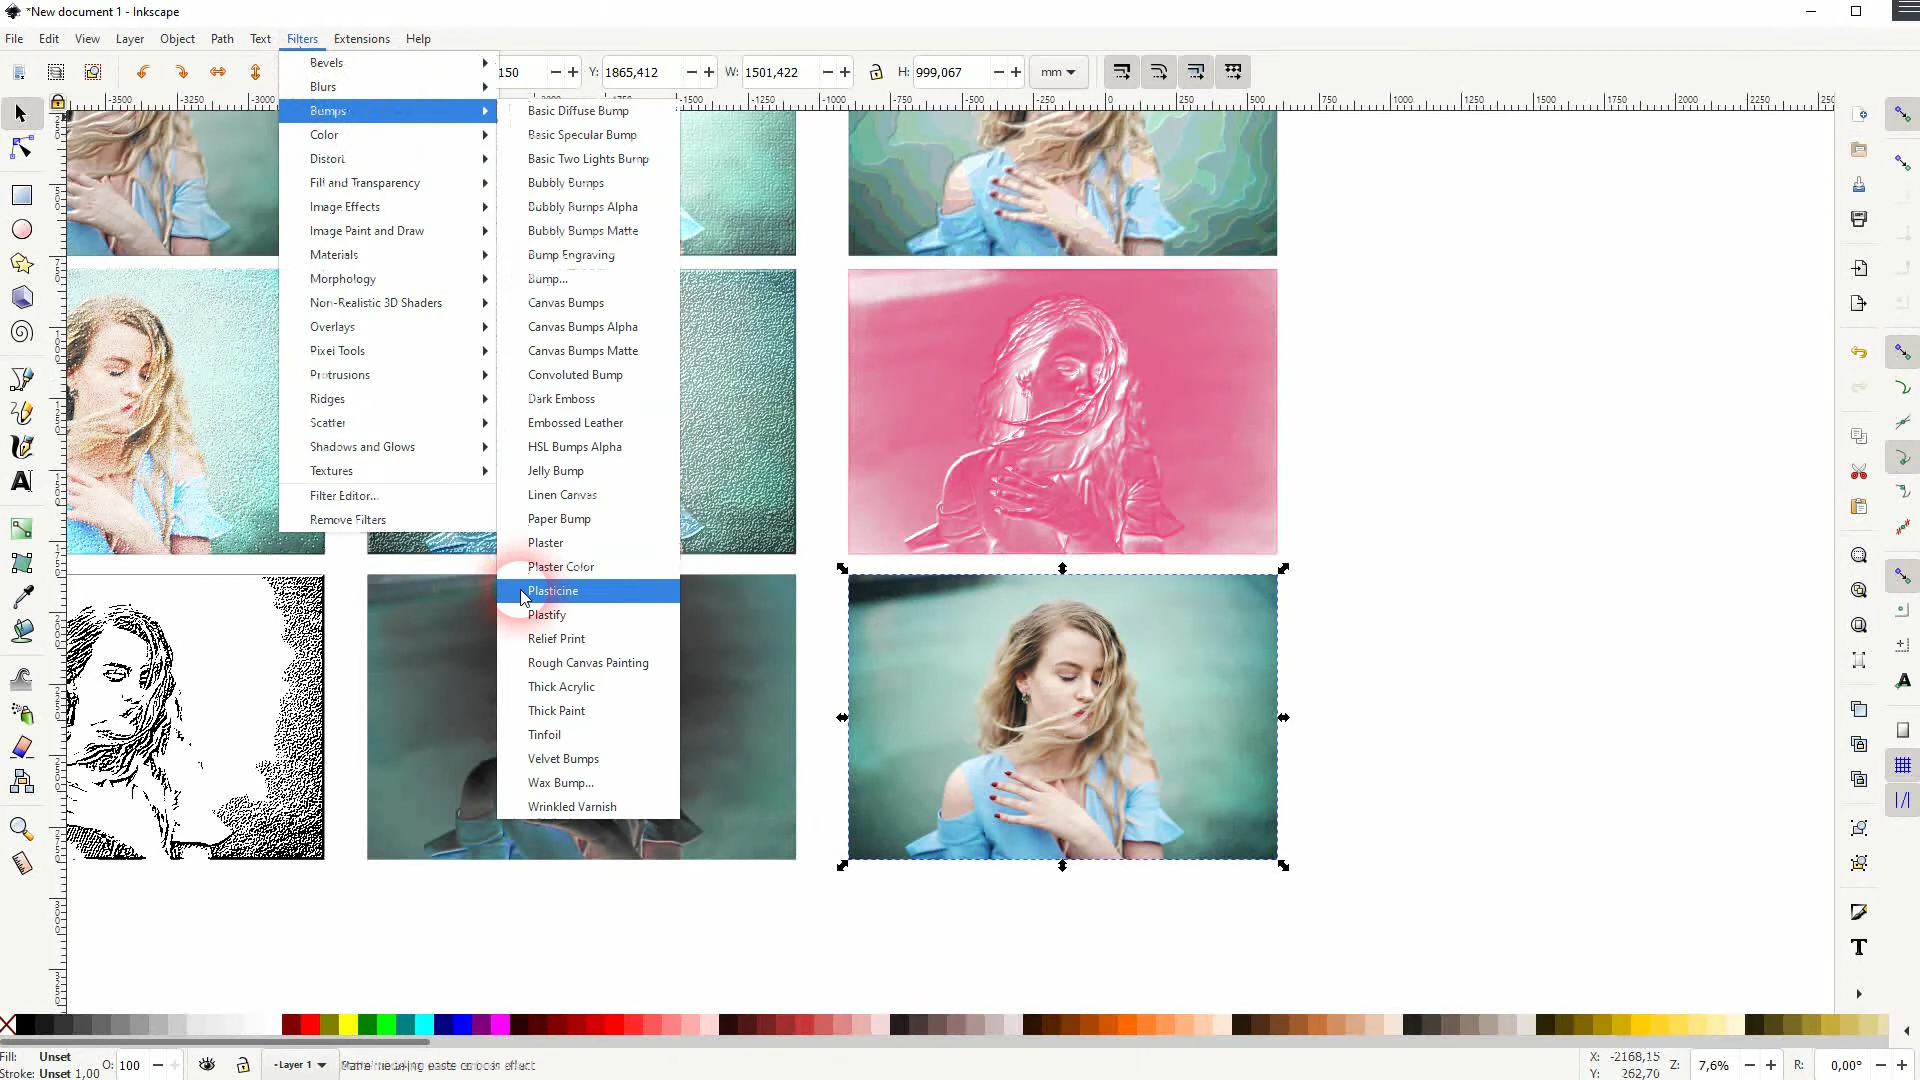 *New document 1 - Inkscape
File Edit View Layer Object Path Text Filters Extensions Help
150 Y: 1865,412 W: 1501,422 H: 999,067 mm
-3500 -3250 -3000 -1750 -1500 -1250 -1000 -750 -500 -250 0 250 500 750 1000 1250 1500 1750 2000 2250
Bevels
Blurs
Bumps
Color
Distort
Fill and Transparency
Image Effects
Image Paint and Draw
Materials
Morphology
Non-Realistic 3D Shaders
Overlays
Pixel Tools
Protrusions
Ridges
Scatter
Shadows and Glows
Textures
Filter Editor...
Remove Filters
Basic Diffuse Bump
Basic Specular Bump
Basic Two Lights Bump
Bubbly Bumps
Bubbly Bumps Alpha
Bubbly Bumps Matte
Bump Engraving
Bump...
Canvas Bumps
Canvas Bumps Alpha
Canvas Bumps Matte
Convoluted Bump
Dark Emboss
Embossed Leather
HSL Bumps Alpha
Jelly Bump
Linen Canvas
Paper Bump
Plaster
Plaster Color
Plasticine
Plastify
Relief Print
Rough Canvas Painting
Thick Acrylic
Thick Paint
Tinfoil
Velvet Bumps
Wax Bump...
Wrinkled Varnish
Fill: Unset
Stroke: Unset 1,00
O: 100
Layer 1
X: -2168,15
Y: 262,70
Z: 7,6%
R: 0,00°